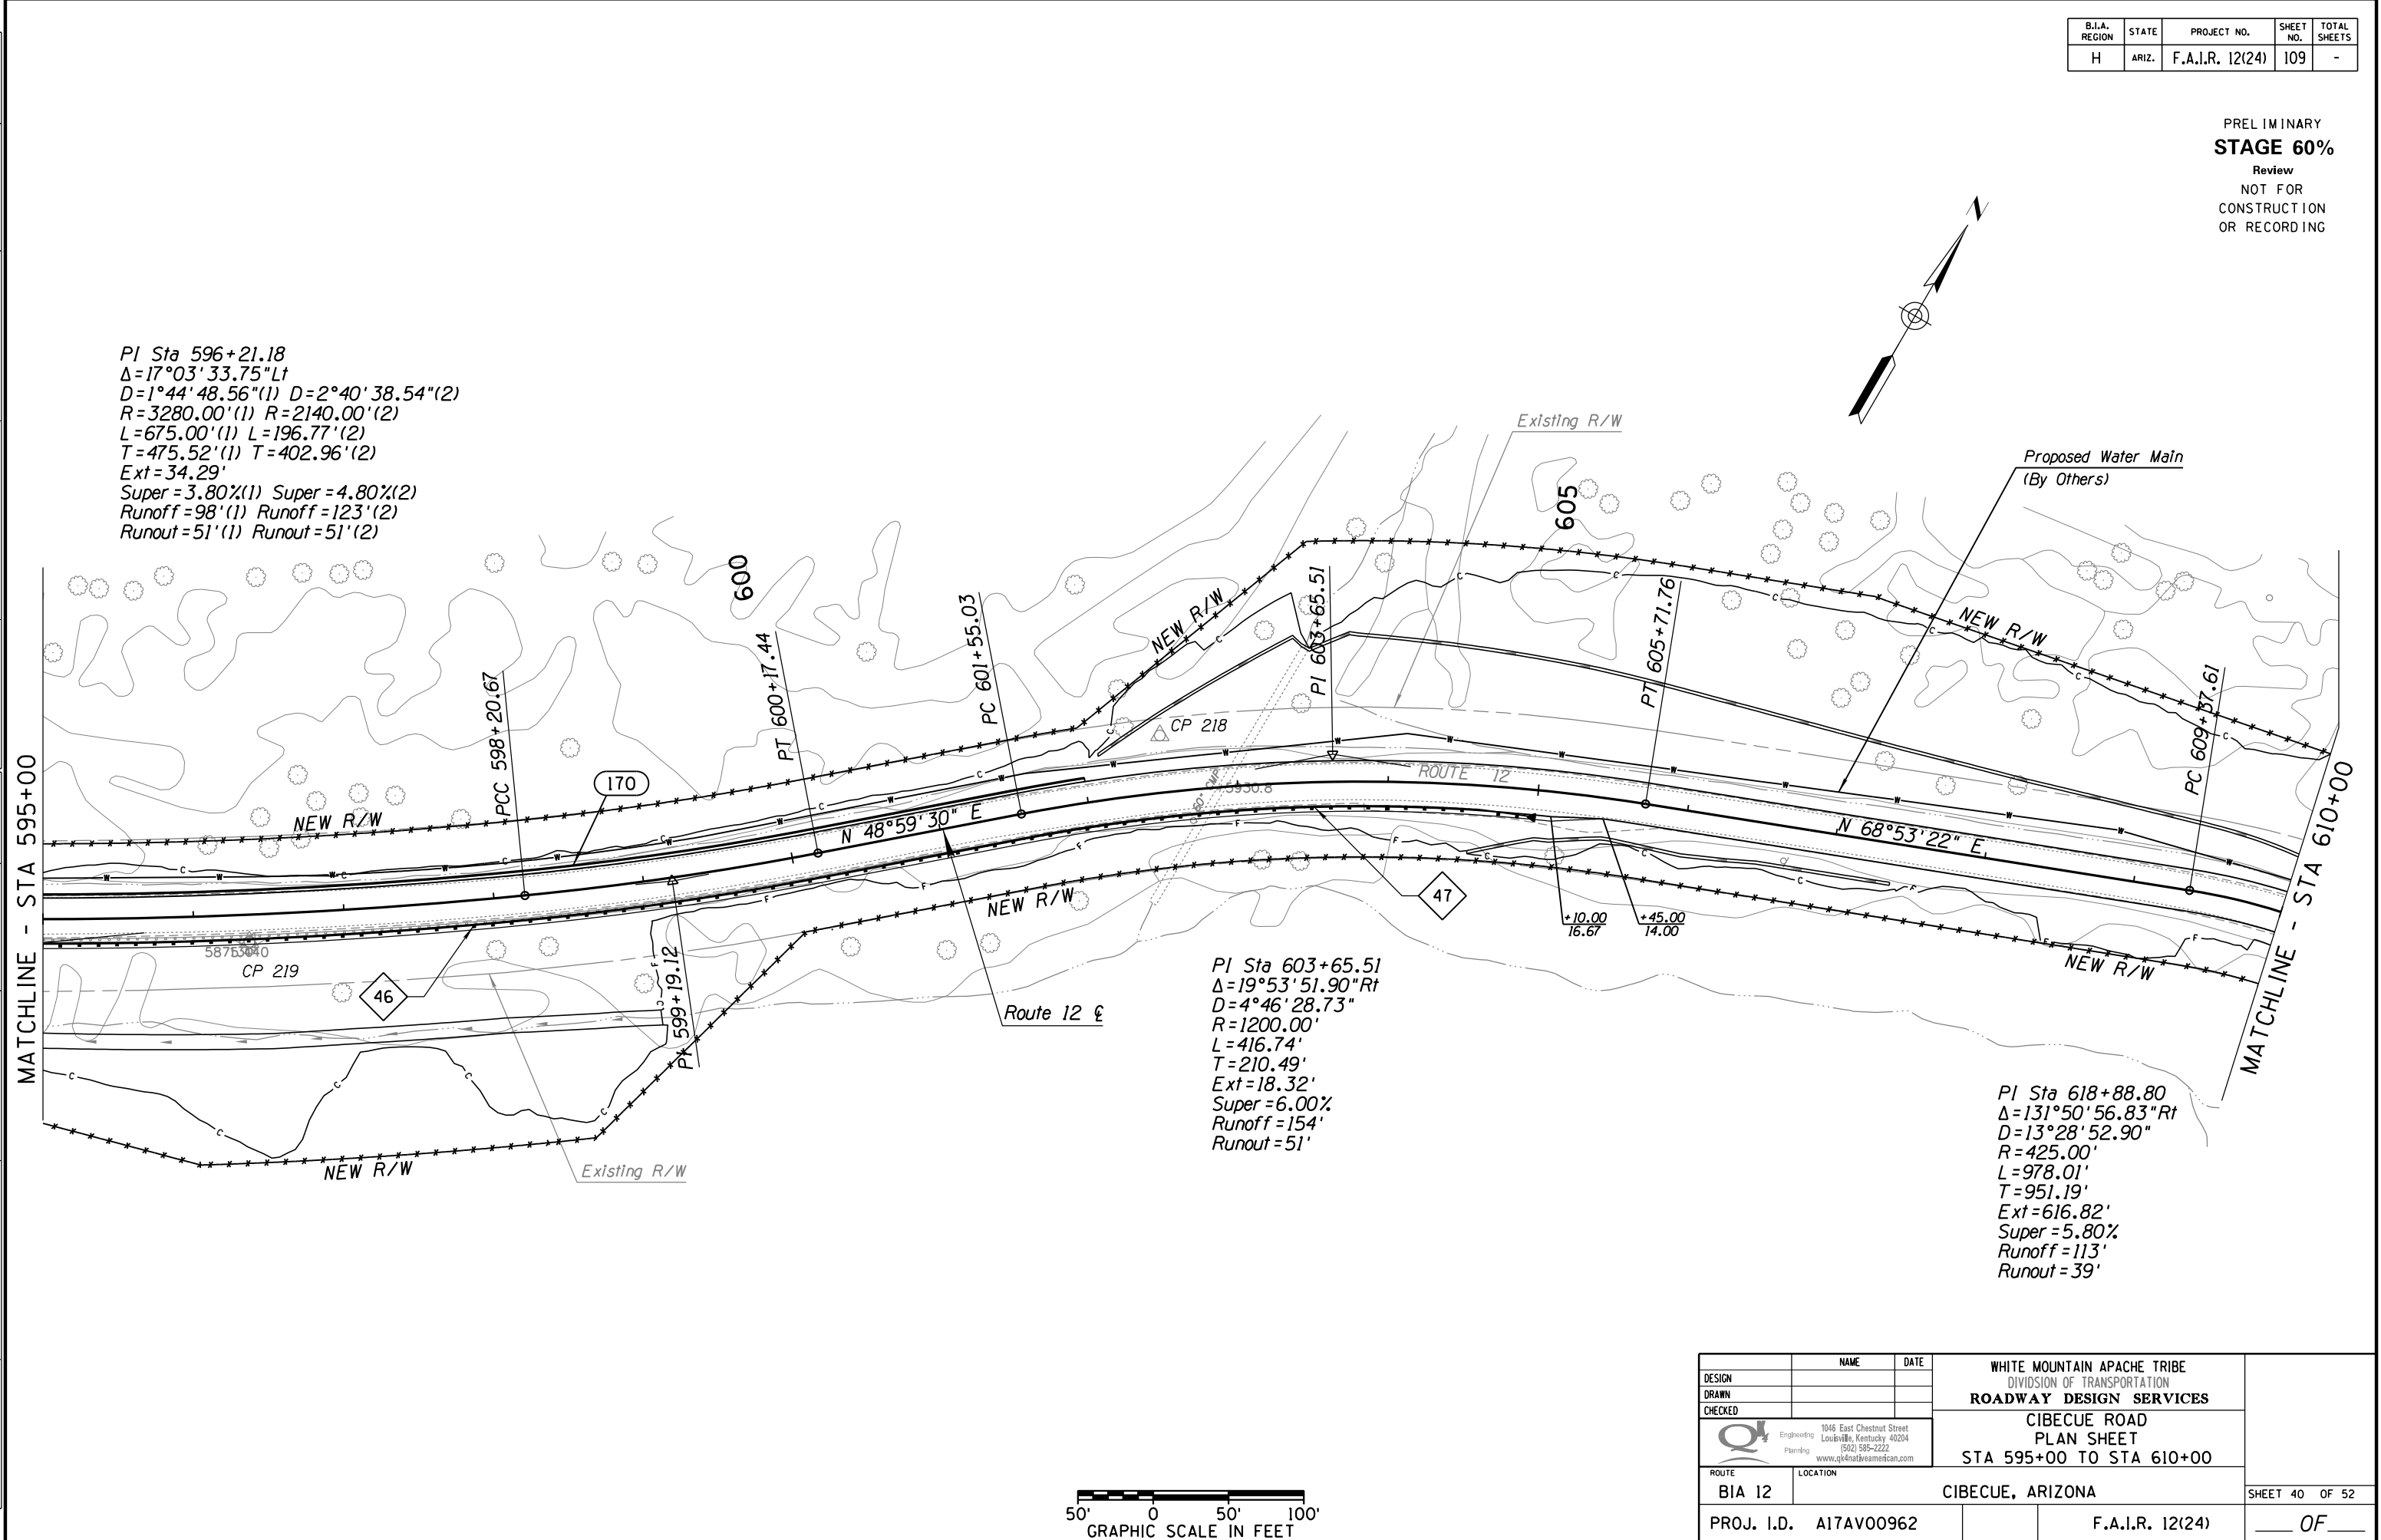 B.I.A. REGION STATE PROJECT NO. SHEET NO. TOTAL SHEETS
H ARIZ. F.A.I.R. 12(24) 109 -
PRELIMINARY
STAGE 60%
Review
NOT FOR
CONSTRUCTION
OR RECORDING
N
PI Sta 596+21.18
Δ=17°03'33.75"Lt
D=1°44'48.56"(1) D=2°40'38.54"(2)
R=3280.00'(1) R=2140.00'(2)
L=675.00'(1) L=196.77'(2)
T=475.52'(1) T=402.96'(2)
Ext=34.29'
Super=3.80%(1) Super=4.80%(2)
Runoff=98'(1) Runoff=123'(2)
Runout=51'(1) Runout=51'(2)
Existing R/W
Proposed Water Main
(By Others)
600
605
MATCHLINE - STA 595+00
PCC 598+20.67
PT 600+17.44
PC 601+55.03
PI 603+65.51
PT 605+71.76
PC 609+37.61
MATCHLINE - STA 610+00
NEW R/W
NEW R/W
NEW R/W
170
CP 218
ROUTE 12
5930.8
N 48°59'30" E
N 68°53'22" E
NEW R/W
47
+10.00
16.67
+45.00
14.00
NEW R/W
CP 219
46
PI 599+19.12
Route 12 ℄
NEW R/W
Existing R/W
PI Sta 603+65.51
Δ=19°53'51.90"Rt
D=4°46'28.73"
R=1200.00'
L=416.74'
T=210.49'
Ext=18.32'
Super=6.00%
Runoff=154'
Runout=51'
PI Sta 618+88.80
Δ=131°50'56.83"Rt
D=13°28'52.90"
R=425.00'
L=978.01'
T=951.19'
Ext=616.82'
Super=5.80%
Runoff=113'
Runout=39'
50' 0 50' 100'
GRAPHIC SCALE IN FEET
NAME DATE
DESIGN
DRAWN
CHECKED
WHITE MOUNTAIN APACHE TRIBE
DIVIDSION OF TRANSPORTATION
ROADWAY DESIGN SERVICES
Qk4
Engineering
Planning
1046 East Chestnut Street
Louisville, Kentucky 40204
(502) 585-2222
www.qk4nativeamerican.com
CIBECUE ROAD
PLAN SHEET
STA 595+00 TO STA 610+00
ROUTE
BIA 12
LOCATION
CIBECUE, ARIZONA
SHEET 40 OF 52
PROJ. I.D. A17AV00962
F.A.I.R. 12(24)
OF